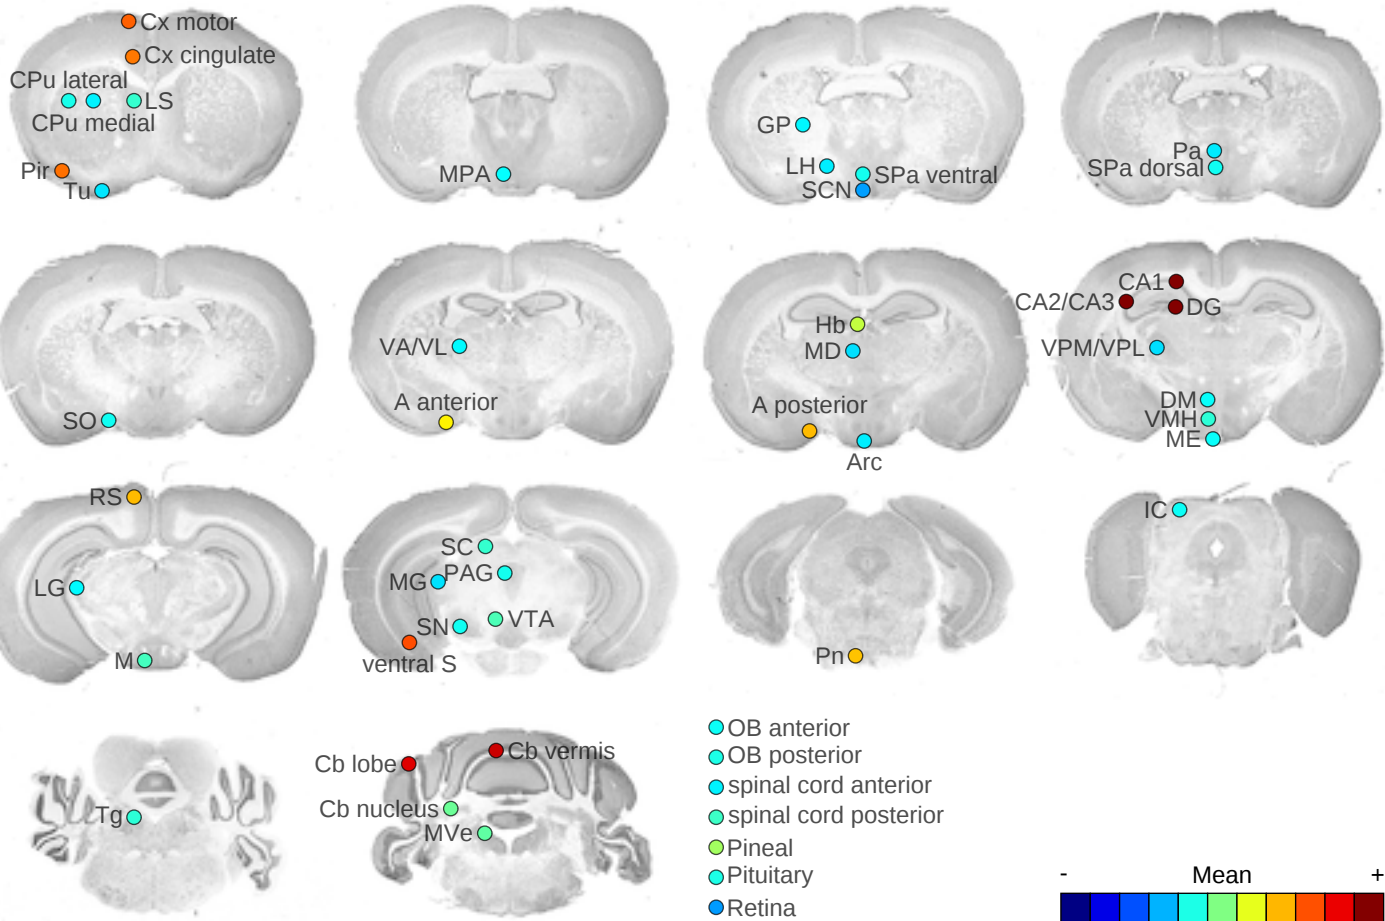 Cx motor
Cx cingulate
CPu lateral
LS
CPu medial
Pir
Tu
MPA
GP
LH
SPa ventral
SCN
Pa
SPa dorsal
SO
VA/VL
A anterior
Hb
MD
A posterior
Arc
CA1
CA2/CA3
DG
VPM/VPL
DM
VMH
ME
RS
LG
M
SC
MG
PAG
SN
VTA
ventral S
Pn
IC
Tg
Cb lobe
Cb vermis
Cb nucleus
MVe
OB anterior
OB posterior
spinal cord anterior
spinal cord posterior
Pineal
Pituitary
Retina
- Mean +